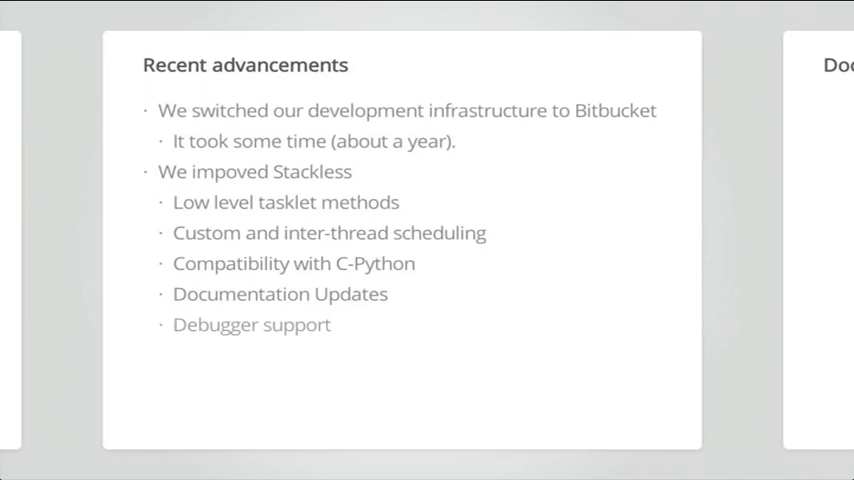 Recent advancements
Doc
· We switched our development infrastructure to Bitbucket
· It took some time (about a year).
· We impoved Stackless
· Low level tasklet methods
· Custom and inter-thread scheduling
· Compatibility with C-Python
· Documentation Updates
· Debugger support